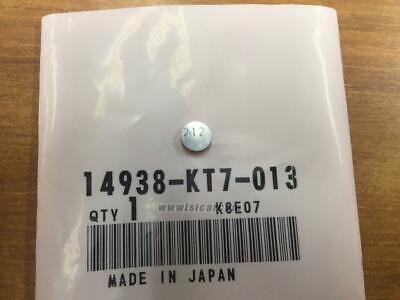 212
14938-KT7-013
QTY 1 K8E07
MADE IN JAPAN